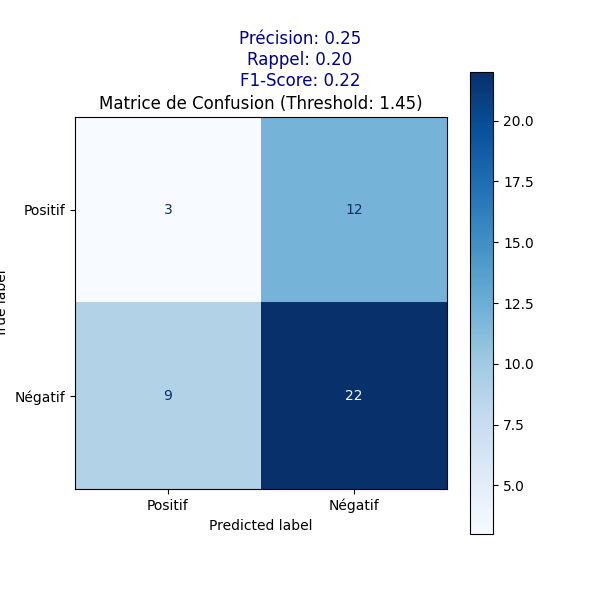 Précision: 0.25
Rappel: 0.20
F1-Score: 0.22
Matrice de Confusion (Threshold: 1.45)
Positif
3
12
Négatif
9
22
Positif
Négatif
Predicted label
label
20.0
17.5
15.0
12.5
10.0
7.5
5.0